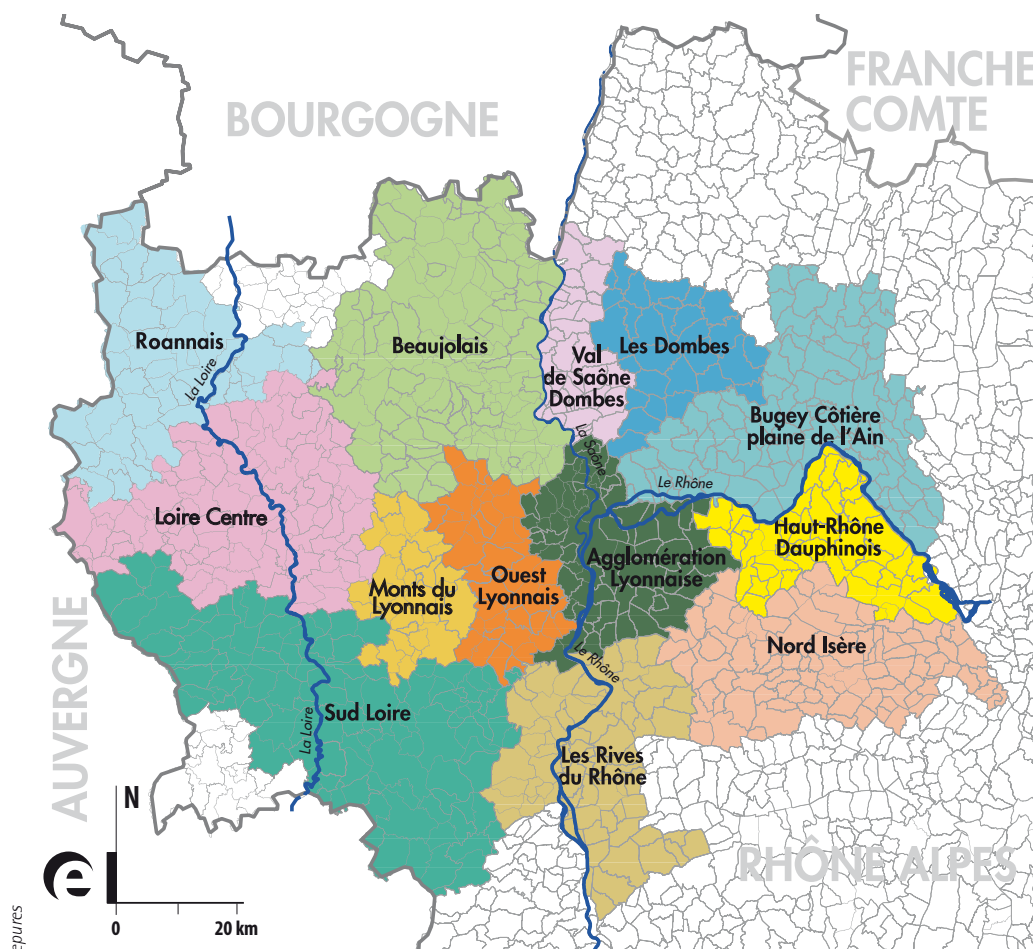 BOURGOGNE
FRANCHE
COMTE
Roannais
La Loire
Beaujolais
Val
de Saône
Dombes
Les Dombes
Bugey Côtière
plaine de l'Ain
La Saône
Le Rhône
Loire Centre
Haut-Rhône
Dauphinois
Agglomération
Lyonnaise
Ouest
Lyonnais
Monts du
Lyonnais
Nord Isère
Le Rhône
AUVERGNE
Sud Loire
La Loire
Les Rives
du Rhône
N
RHÔNE ALPES
e
0
20 km
epures